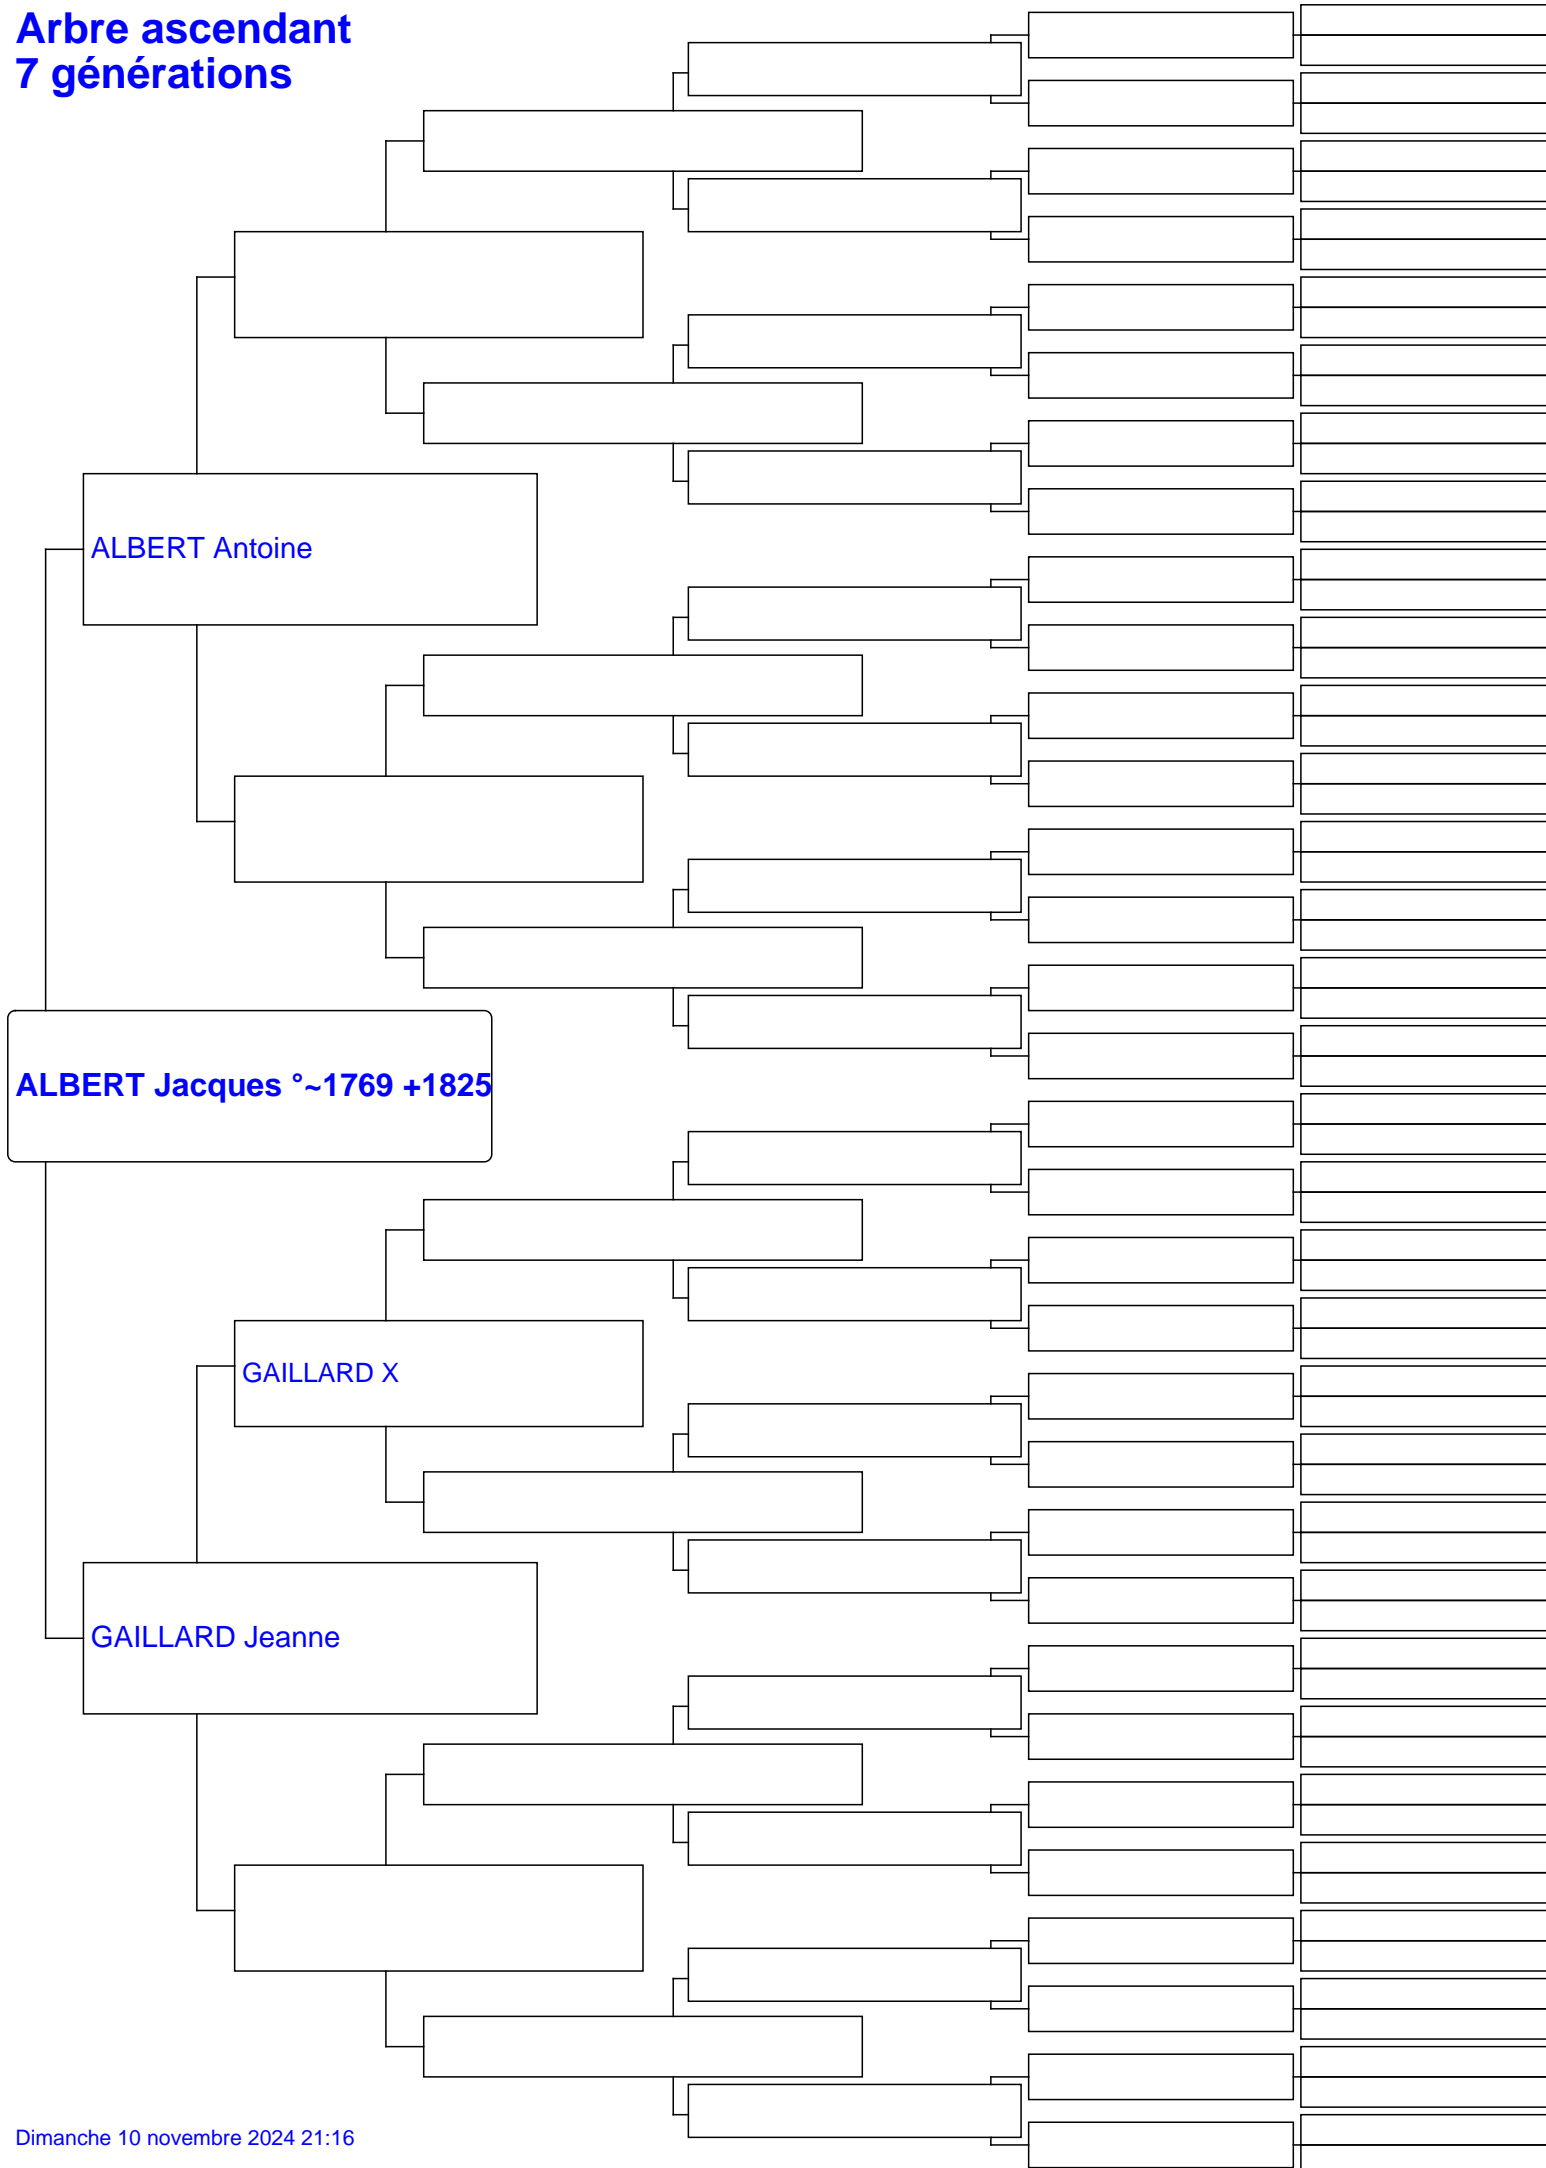 Arbre ascendant
7 générations
ALBERT Antoine
ALBERT Jacques °~1769 +1825
GAILLARD X
GAILLARD Jeanne
Dimanche 10 novembre 2024 21:16